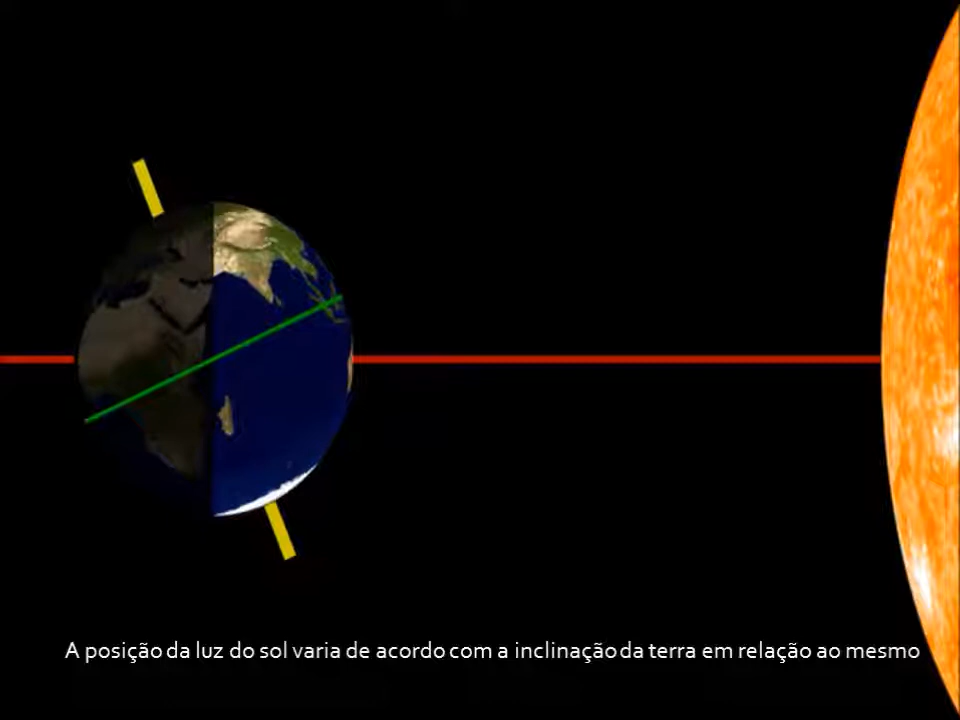 A posição da luz do sol varia de acordo com a inclinação da terra em relação ao mesmo